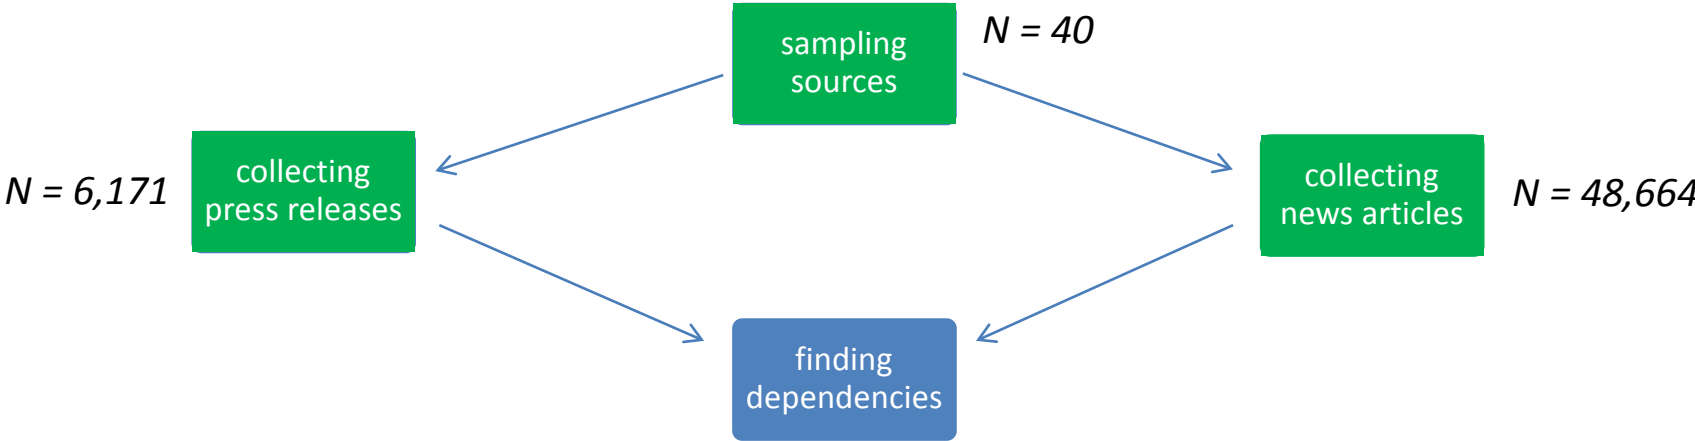 sampling
sources
N = 40
collecting
press releases
N = 6,171
collecting
news articles
N = 48,664
finding
dependencies